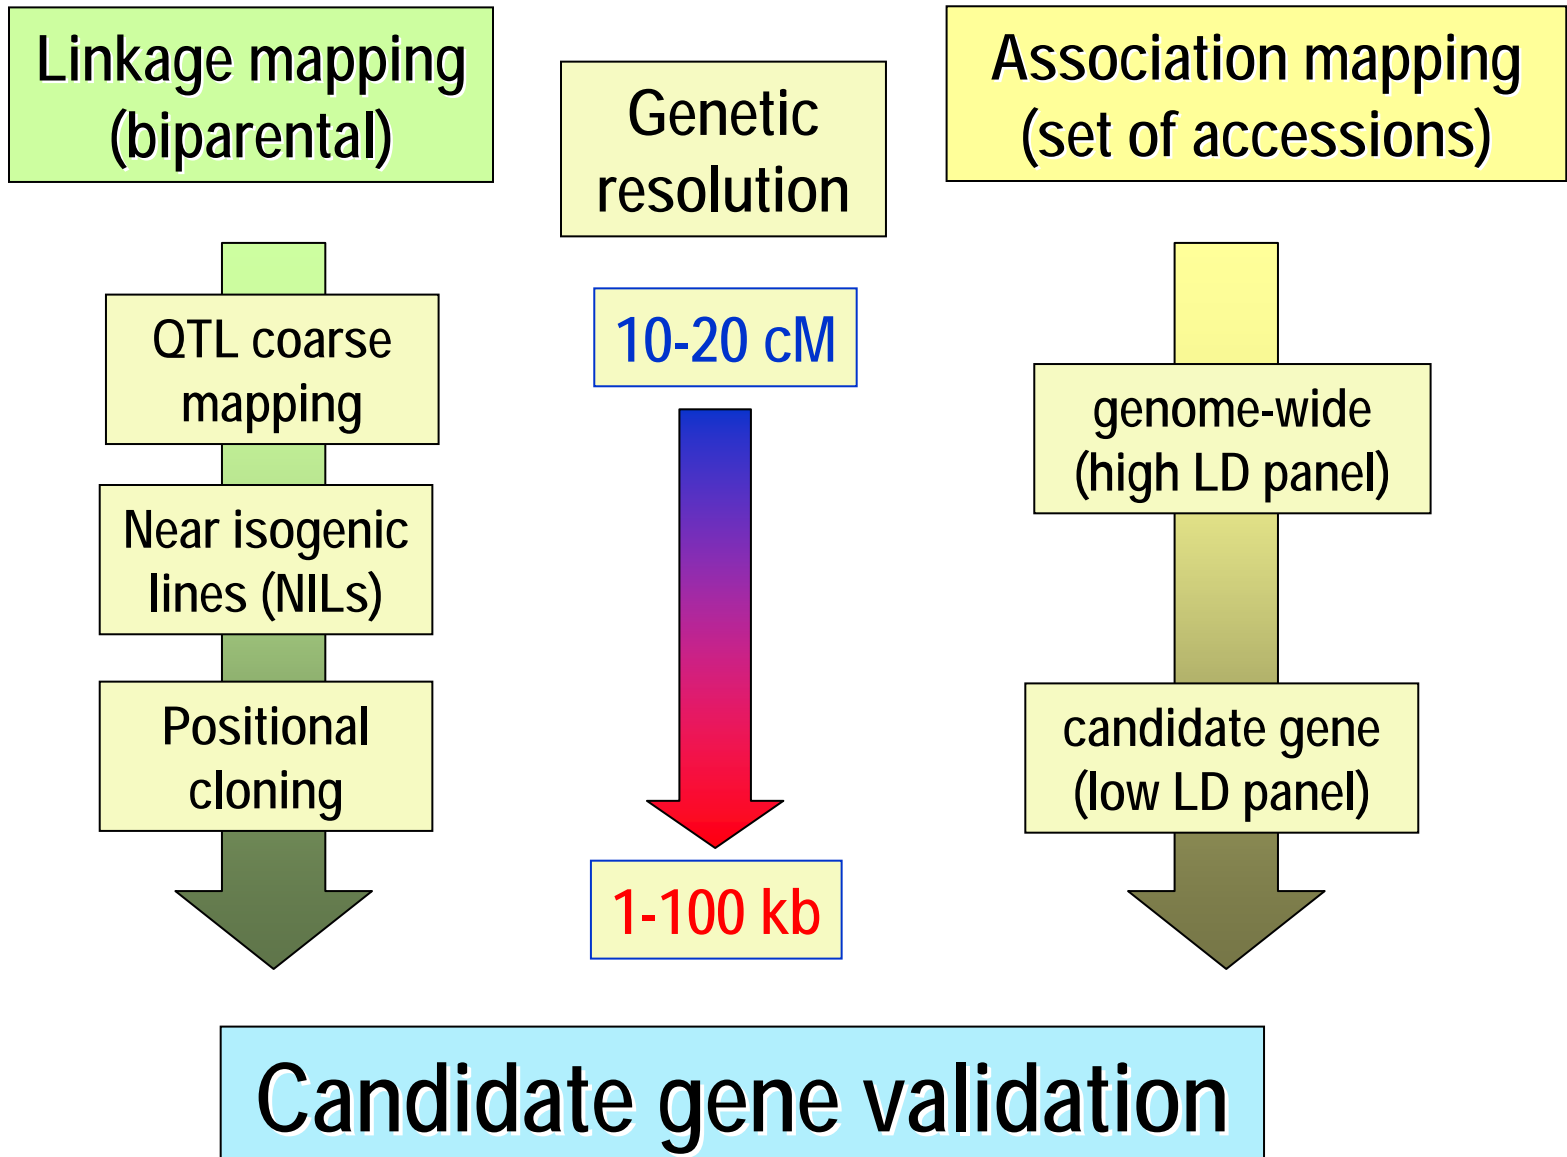 Linkage mapping
(biparental)
Genetic
resolution
Association mapping
(set of accessions)
QTL coarse
mapping
Near isogenic
lines (NILs)
Positional
cloning
10-20 cM
1-100 kb
genome-wide
(high LD panel)
candidate gene
(low LD panel)
Candidate gene validation